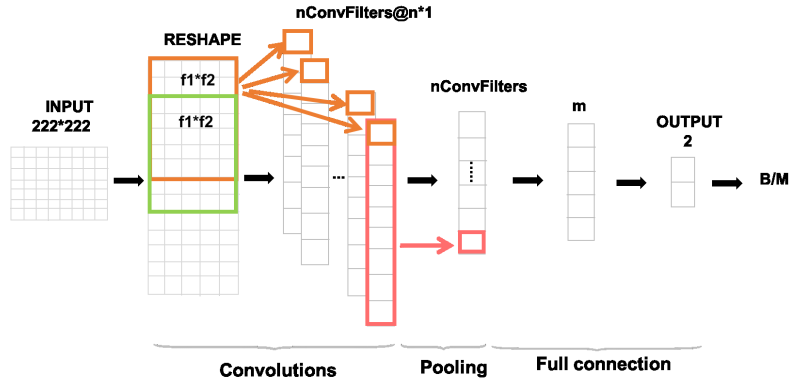 nConvFilters@n*1
RESHAPE
f1*f2
f1*f2
INPUT
222*222
nConvFilters
m
OUTPUT
2
B/M
...
Convolutions
Pooling
Full connection